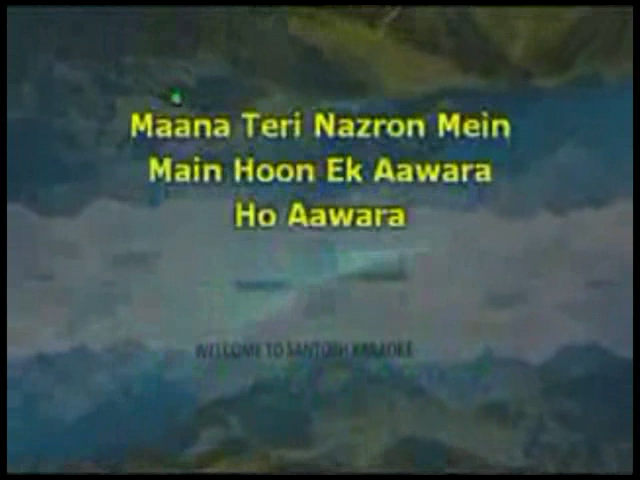 Maana Teri Nazron Mein
Main Hoon Ek Aawara
Ho Aawara
WELCOME TO SANTOSH KARAOKE